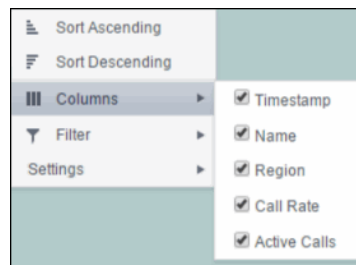 Sort Ascending
Sort Descending
Columns
Filter
Settings
Timestamp
Name
Region
Call Rate
Active Calls